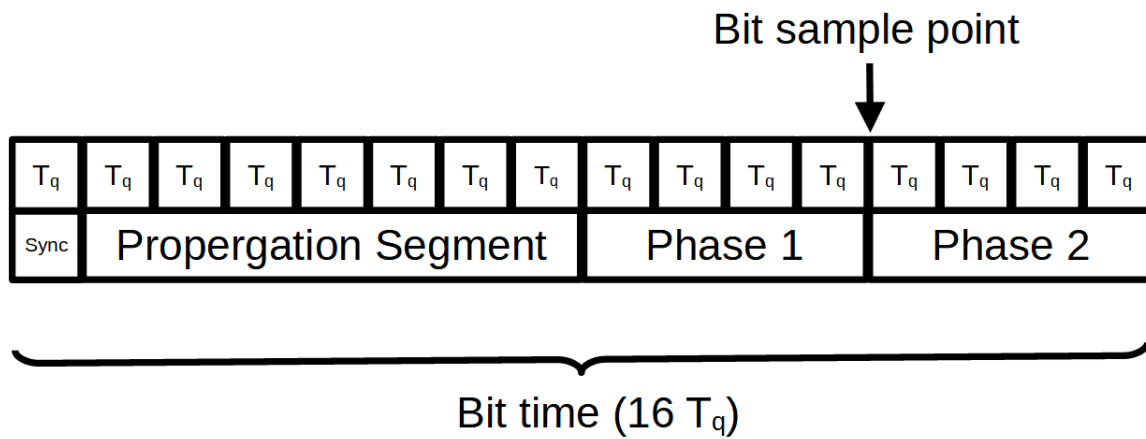 Bit sample point
Tq Tq Tq Tq Tq Tq Tq Tq Tq Tq Tq Tq Tq Tq Tq Tq
Sync Propergation Segment Phase 1 Phase 2
Bit time (16 Tq)